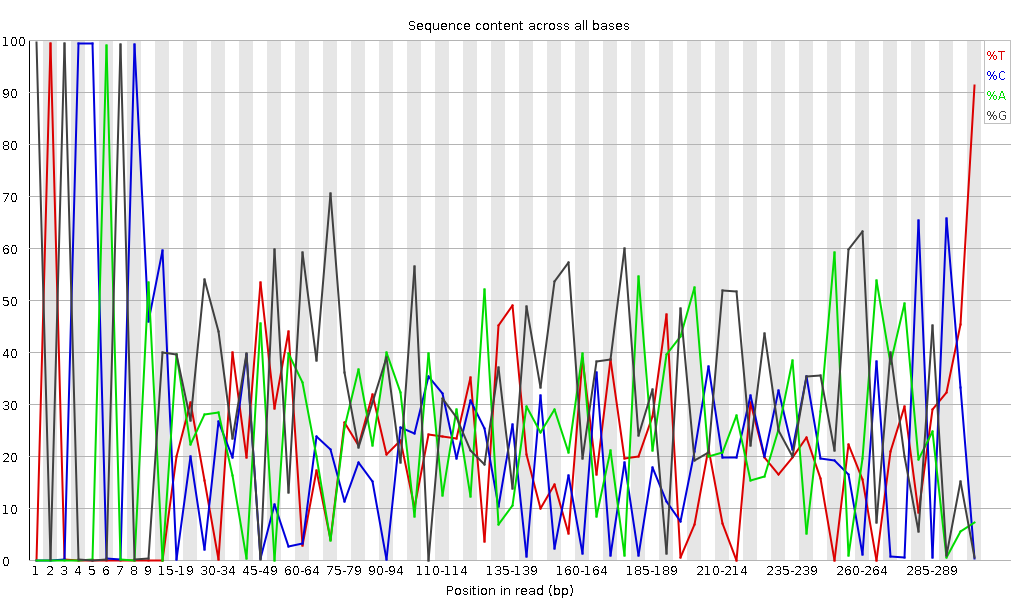 Sequence content across all bases
100
90
80
70
60
50
40
30
20
10
0
%T
%C
%A
%G
1 2 3 4 5 6 7 8 9 15-19 30-34 45-49 60-64 75-79 90-94 110-114 135-139 160-164 185-189 210-214 235-239 260-264 285-289
Position in read (bp)